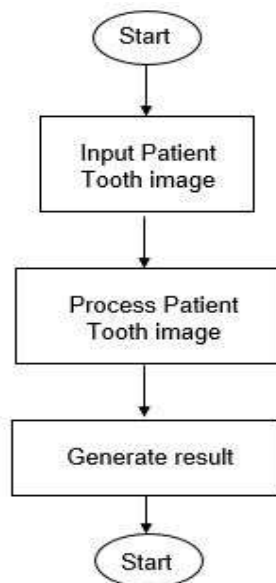 Start
Input Patient
Tooth image
Process Patient
Tooth image
Generate result
Start